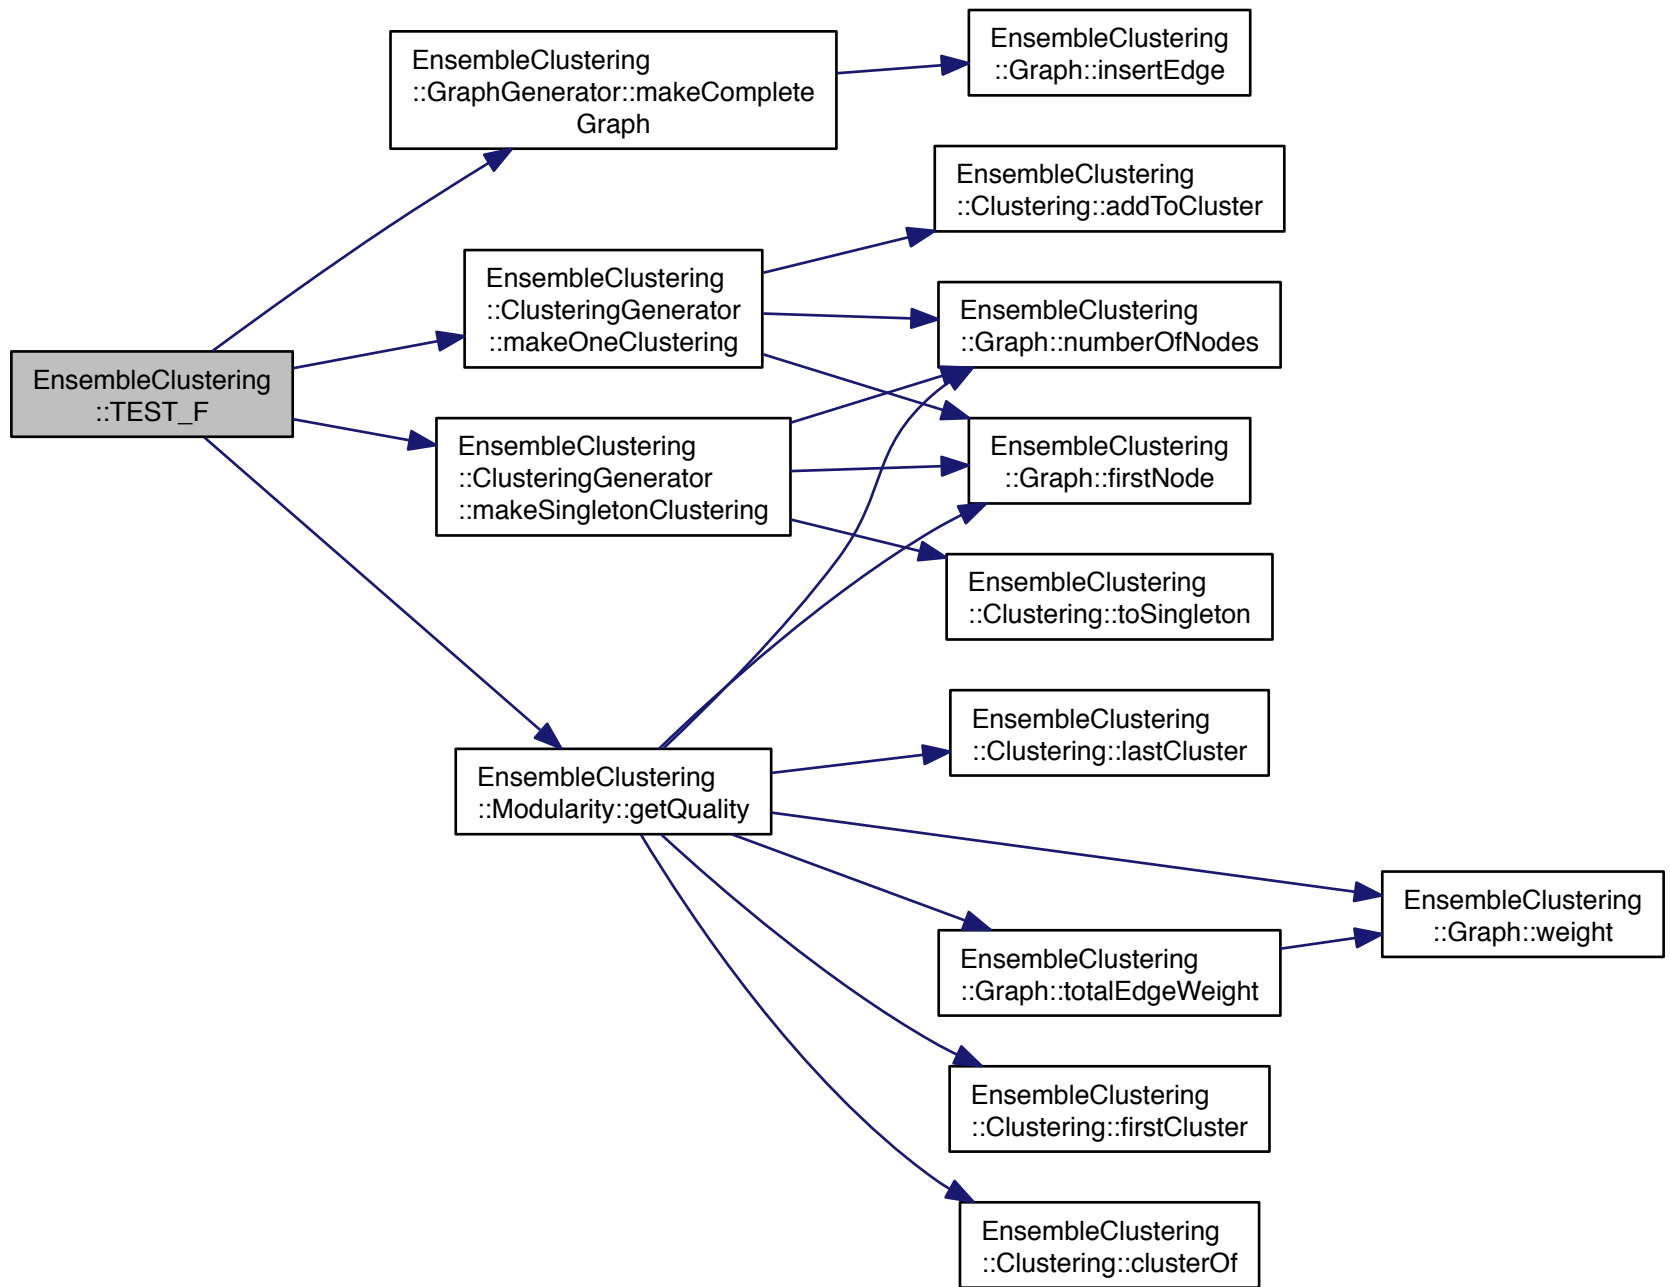 EnsembleClustering
::TEST_F
EnsembleClustering
::GraphGenerator::makeComplete
Graph
EnsembleClustering
::ClusteringGenerator
::makeOneClustering
EnsembleClustering
::ClusteringGenerator
::makeSingletonClustering
EnsembleClustering
::Modularity::getQuality
EnsembleClustering
::Graph::insertEdge
EnsembleClustering
::Clustering::addToCluster
EnsembleClustering
::Graph::numberOfNodes
EnsembleClustering
::Graph::firstNode
EnsembleClustering
::Clustering::toSingleton
EnsembleClustering
::Clustering::lastCluster
EnsembleClustering
::Graph::totalEdgeWeight
EnsembleClustering
::Clustering::firstCluster
EnsembleClustering
::Clustering::clusterOf
EnsembleClustering
::Graph::weight